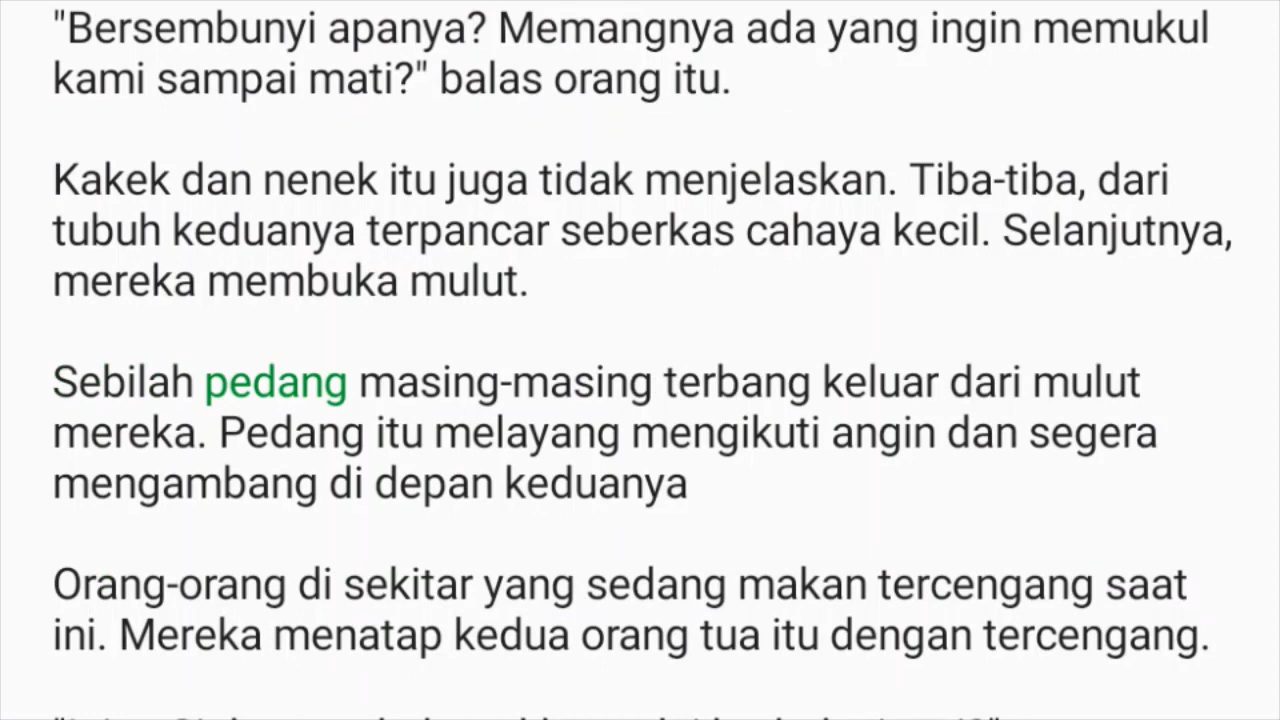 "Bersembunyi apanya? Memangnya ada yang ingin memukul
kami sampai mati?" balas orang itu.
Kakek dan nenek itu juga tidak menjelaskan. Tiba-tiba, dari
tubuh keduanya terpancar seberkas cahaya kecil. Selanjutnya,
mereka membuka mulut.
Sebilah pedang masing-masing terbang keluar dari mulut
mereka. Pedang itu melayang mengikuti angin dan segera
mengambang di depan keduanya
Orang-orang di sekitar yang sedang makan tercengang saat
ini. Mereka menatap kedua orang tua itu dengan tercengang.